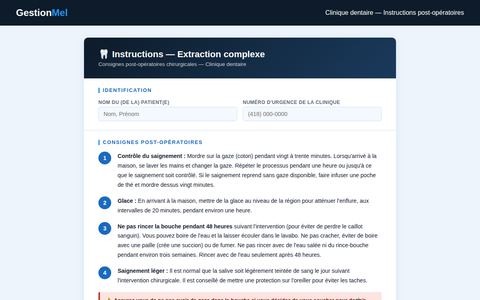 GestionMel
Clinique dentaire — Instructions post-opératoires
🦷 Instructions — Extraction complexe
Consignes post-opératoires chirurgicales — Clinique dentaire
IDENTIFICATION
NOM DU (DE LA) PATIENT(E)
NUMÉRO D'URGENCE DE LA CLINIQUE
Nom, Prénom
(418) 000-0000
CONSIGNES POST-OPÉRATOIRES
1
Contrôle du saignement : Mordre sur la gaze (coton) pendant vingt à trente minutes. Lorsqu'arrivé à la
maison, se laver les mains et changer la gaze. Répéter le processus pendant une heure ou jusqu'à ce
que le saignement soit contrôlé. Si le saignement reprend sans gaze disponible, faire infuser une poche
de thé et mordre dessus vingt minutes.
2
Glace : En arrivant à la maison, mettre de la glace au niveau de la région pour atténuer l'enflure, aux
intervalles de 20 minutes, pendant environ une heure.
3
Ne pas rincer la bouche pendant 48 heures suivant l'intervention (pour éviter de perdre le caillot
sanguin). Vous pouvez boire de l'eau et la laisser écouler dans le lavabo. Ne pas cracher, éviter de boire
avec une paille (crée une succion) ou de fumer. Ne pas rincer avec de l'eau salée ni du rince-bouche
pendant environ trois semaines. Rincer avec de l'eau seulement après 48 heures.
4
Saignement léger : Il est normal que la salive soit légèrement teintée de sang le jour suivant
l'intervention chirurgicale. Il est conseillé de mettre une protection sur l'oreiller pour éviter les taches.